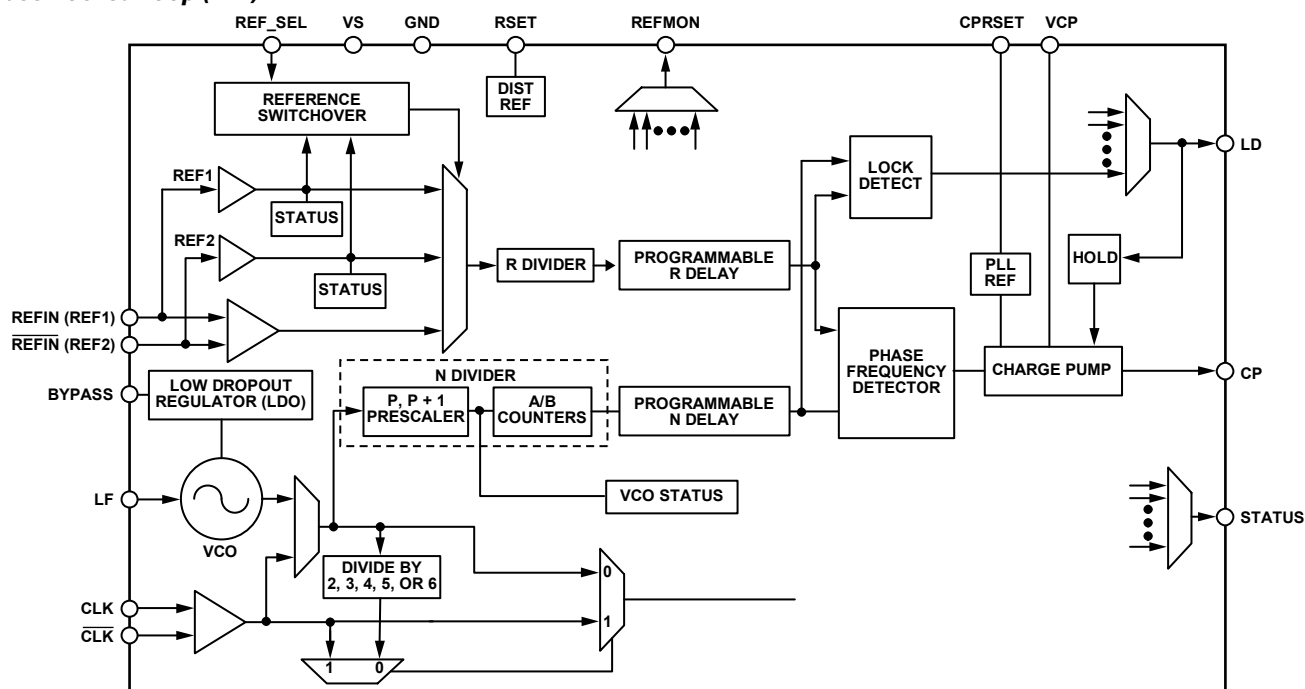 REF_SEL
VS
GND
RSET
REFMON
CPRSET
VCP
REFERENCE
SWITCHOVER
DIST
REF
LD
REF1
STATUS
LOCK
DETECT
REF2
STATUS
R DIVIDER
PROGRAMMABLE
R DELAY
PLL
REF
HOLD
REFIN (REF1)
REFIN (REF2)
BYPASS
LOW DROPOUT
REGULATOR (LDO)
N DIVIDER
P, P + 1
PRESCALER
A/B
COUNTERS
PROGRAMMABLE
N DELAY
PHASE
FREQUENCY
DETECTOR
CHARGE PUMP
CP
LF
VCO
VCO STATUS
STATUS
DIVIDE BY
2, 3, 4, 5, OR 6
0
1
CLK
CLK
1
0